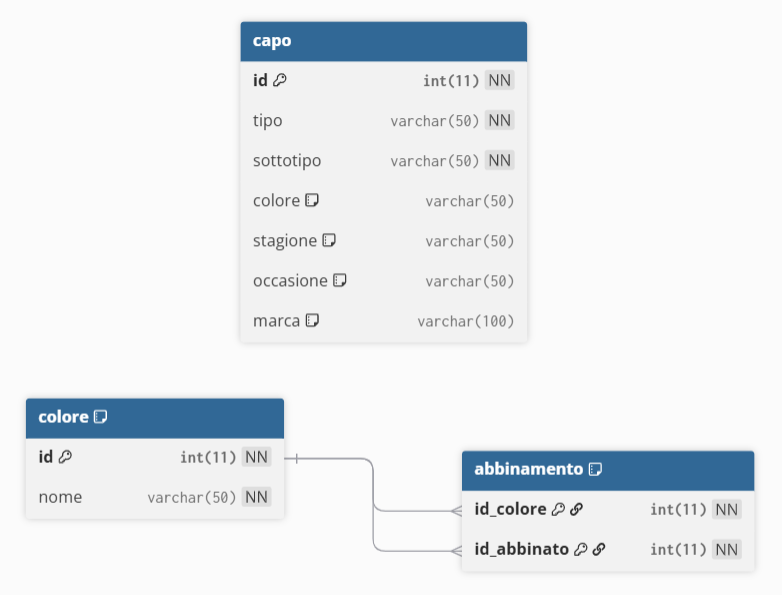 capo
id int(11) NN
tipo varchar(50) NN
sottotipo varchar(50) NN
colore varchar(50)
stagione varchar(50)
occasione varchar(50)
marca varchar(100)
colore
id int(11) NN
nome varchar(50) NN
abbinamento
id_colore int(11) NN
id_abbinato int(11) NN